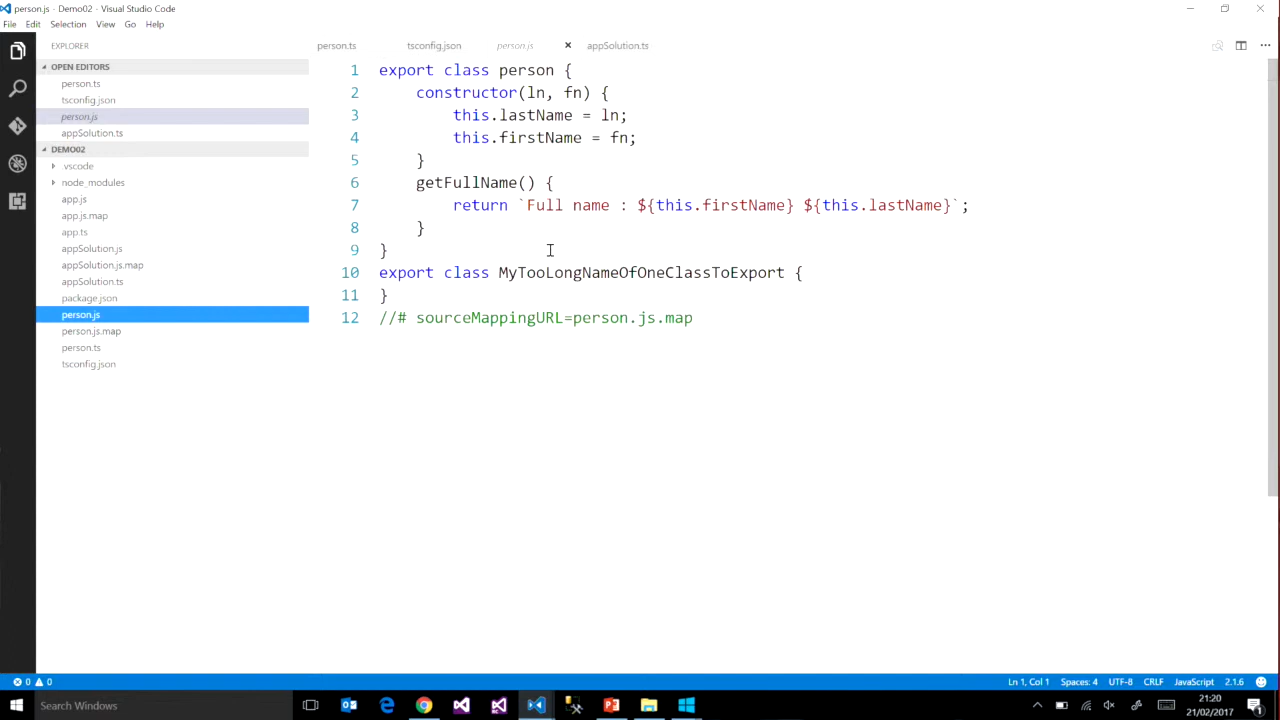 person.js - Demo02 - Visual Studio Code
File Edit Selection View Go Help
EXPLORER
OPEN EDITORS
person.ts
tsconfig.json
person.js
appSolution.ts
DEMO02
.vscode
node_modules
app.js
app.js.map
app.ts
appSolution.js
appSolution.js.map
appSolution.ts
package.json
person.js
person.js.map
person.ts
tsconfig.json
person.ts tsconfig.json person.js appSolution.ts
1 export class person {
2 constructor(ln, fn) {
3 this.lastName = ln;
4 this.firstName = fn;
5 }
6 getFullName() {
7 return `Full name : ${this.firstName} ${this.lastName}`;
8 }
9 }
10 export class MyTooLongNameOfOneClassToExport {
11 }
12 //# sourceMappingURL=person.js.map
0 0 Ln 1, Col 1 Spaces: 4 UTF-8 CRLF JavaScript 2.1.6
Search Windows
21:20
21/02/2017
1